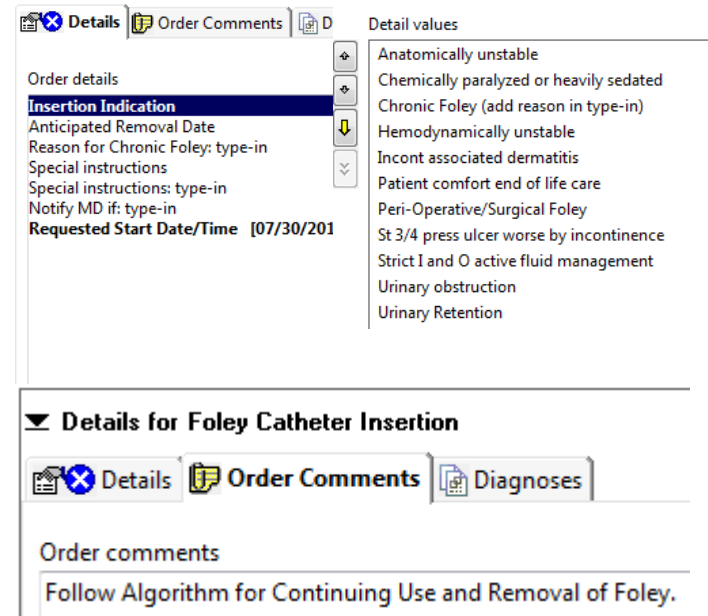 Details Order Comments D
Order details
Insertion Indication
Anticipated Removal Date
Reason for Chronic Foley: type-in
Special instructions
Special instructions: type-in
Notify MD if: type-in
Requested Start Date/Time [07/30/201
Detail values
Anatomically unstable
Chemically paralyzed or heavily sedated
Chronic Foley (add reason in type-in)
Hemodynamically unstable
Incont associated dermatitis
Patient comfort end of life care
Peri-Operative/Surgical Foley
St 3/4 press ulcer worse by incontinence
Strict I and O active fluid management
Urinary obstruction
Urinary Retention
Details for Foley Catheter Insertion
Details Order Comments Diagnoses
Order comments
Follow Algorithm for Continuing Use and Removal of Foley.